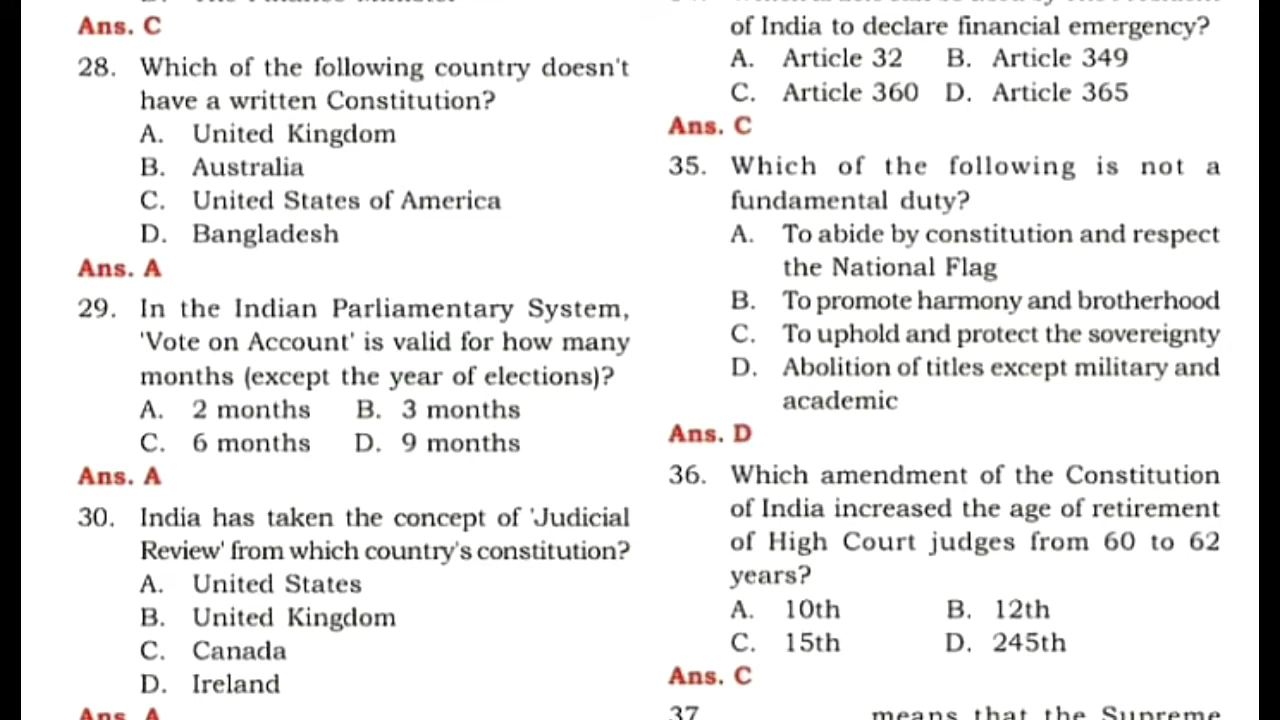 Ans. C
28. Which of the following country doesn't
have a written Constitution?
A. United Kingdom
B. Australia
C. United States of America
D. Bangladesh
Ans. A
29. In the Indian Parliamentary System,
'Vote on Account' is valid for how many
months (except the year of elections)?
A. 2 months B. 3 months
C. 6 months D. 9 months
Ans. A
30. India has taken the concept of 'Judicial
Review' from which country's constitution?
A. United States
B. United Kingdom
C. Canada
D. Ireland
Ans. A
of India to declare financial emergency?
A. Article 32 B. Article 349
C. Article 360 D. Article 365
Ans. C
35. Which of the following is not a
fundamental duty?
A. To abide by constitution and respect
the National Flag
B. To promote harmony and brotherhood
C. To uphold and protect the sovereignty
D. Abolition of titles except military and
academic
Ans. D
36. Which amendment of the Constitution
of India increased the age of retirement
of High Court judges from 60 to 62
years?
A. 10th B. 12th
C. 15th D. 245th
Ans. C
37 means that the Supreme